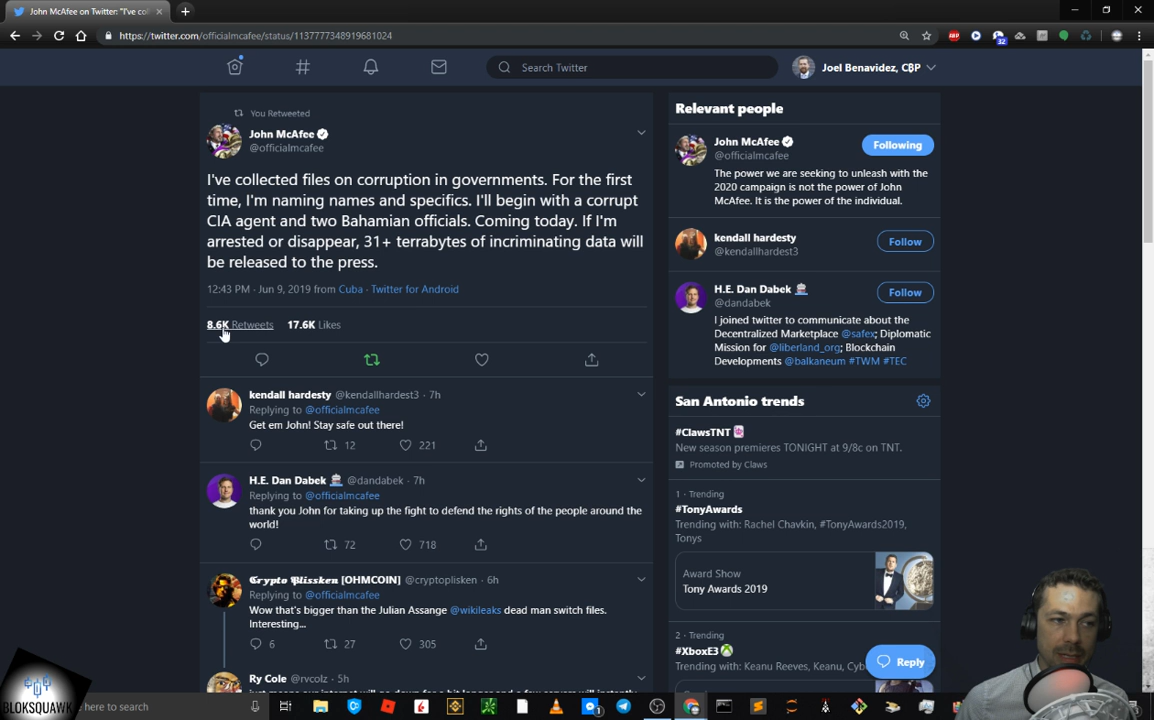 John McAfee on Twitter: "I've col
https://twitter.com/officialmcafee/status/1137777348919681024
ABP
32
Search Twitter
Joel Benavidez, C₿P
You Retweeted
John McAfee
@officialmcafee
I've collected files on corruption in governments. For the first
time, I'm naming names and specifics. I'll begin with a corrupt
CIA agent and two Bahamian officials. Coming today. If I'm
arrested or disappear, 31+ terrabytes of incriminating data will
be released to the press.
12:43 PM · Jun 9, 2019 from Cuba · Twitter for Android
8.6K Retweets 17.6K Likes
kendall hardesty @kendallhardest3 · 7h
Replying to @officialmcafee
Get em John! Stay safe out there!
12 221
H.E. Dan Dabek @dandabek · 7h
Replying to @officialmcafee
thank you John for taking up the fight to defend the rights of the people around the
world!
72 718
𝕮𝖗𝖞𝖕𝖙𝖔 𝕻𝖑𝖎𝖘𝖘𝖐𝖊𝖓 [OHMCOIN] @cryptoplisken · 6h
Replying to @officialmcafee
Wow that's bigger than the Julian Assange @wikileaks dead man switch files.
Interesting...
6 27 305
Ry Cole @rvcolz · 5h
Relevant people
John McAfee
@officialmcafee
Following
The power we are seeking to unleash with the
2020 campaign is not the power of John
McAfee. It is the power of the individual.
kendall hardesty
@kendallhardest3
Follow
H.E. Dan Dabek
@dandabek
Follow
I joined twitter to communicate about the
Decentralized Marketplace @safex; Diplomatic
Mission for @liberland_org; Blockchain
Developments @balkaneum #TWM #TEC
San Antonio trends
#ClawsTNT
New season premieres TONIGHT at 9/8c on TNT.
Promoted by Claws
1 · Trending
#TonyAwards
Trending with: Rachel Chavkin, #TonyAwards2019,
Tonys
Award Show
Tony Awards 2019
2 · Trending
#XboxE3
Trending with: Keanu Reeves, Keanu, Cyb
Reply
BLOKSQUAWK
here to search